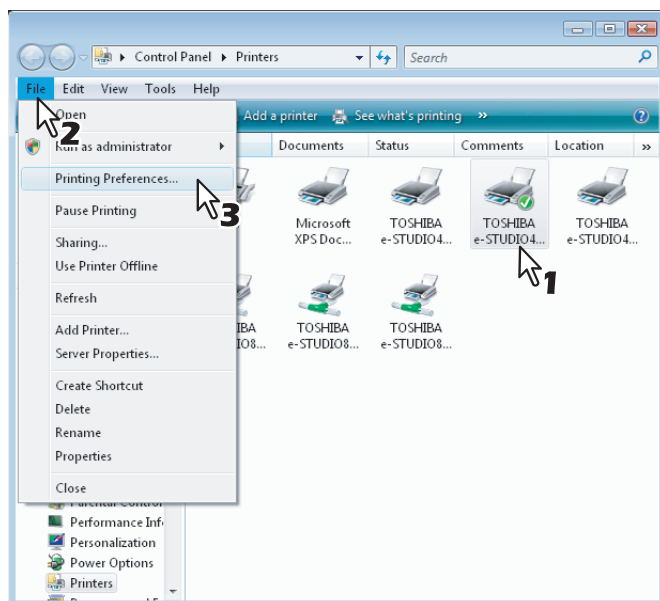 Control Panel Printers
Search
File Edit View Tools Help
Add a printer See what's printing »
Open
2
Run as administrator
Documents Status Comments Location »
Printing Preferences...
3
Pause Printing
Sharing...
Use Printer Offline
Refresh
Add Printer...
Server Properties...
Create Shortcut
Delete
Rename
Properties
Close
Microsoft
XPS Doc...
TOSHIBA
e-STUDIO4...
TOSHIBA
e-STUDIO4...
TOSHIBA
e-STUDIO4...
1
TOSHIBA
e-STUDIO8...
TOSHIBA
e-STUDIO8...
Parental Control
Performance Inf
Personalization
Power Options
Printers